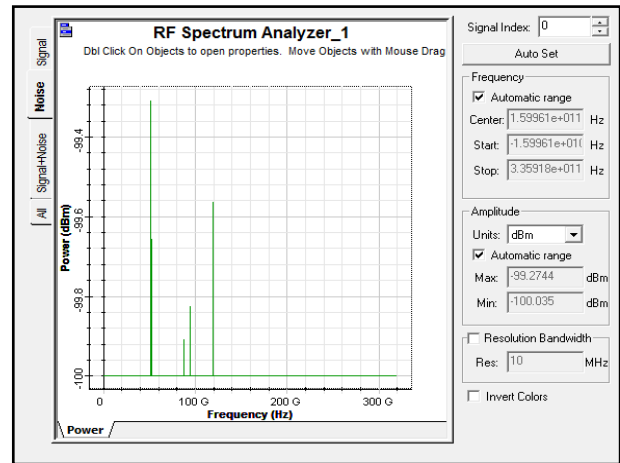 RF Spectrum Analyzer_1
Dbl Click On Objects to open properties. Move Objects with Mouse Drag
Signal
Noise
Signal+Noise
All
Power (dBm)
-99.4
-99.6
-99.8
-100
0
100 G
200 G
300 G
Frequency (Hz)
Power
Signal Index: 0
Auto Set
Frequency
Automatic range
Center: 1.59961e+011 Hz
Start: -1.59961e+01( Hz
Stop: 3.35918e+011 Hz
Amplitude
Units: dBm
Automatic range
Max: -99.2744 dBm
Min: -100.035 dBm
Resolution Bandwidth
Res: 10 MHz
Invert Colors